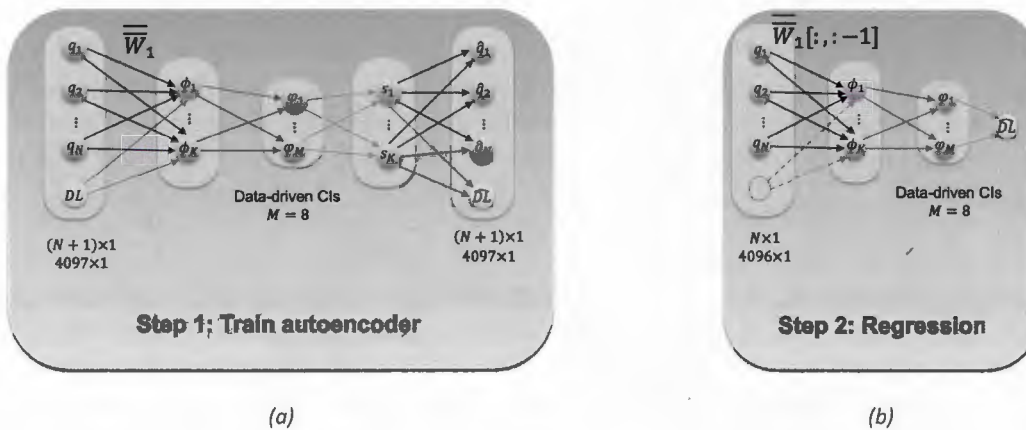 W̿₁
q₁
q₂
⋮
q_N
DL
ϕ₁
⋮
ϕ_K
φ₁
⋮
φ_M
s₁
⋮
s_K
q̂₁
q̂₂
⋮
D̂L
Data-driven CIs
M = 8
(N + 1)×1
4097×1
(N + 1)×1
4097×1
Step 1: Train autoencoder
(a)
W̿₁[:, : −1]
q₁
q₂
⋮
q_N
ϕ₁
⋮
ϕ_K
φ₁
⋮
φ_M
D̂L
Data-driven CIs
M = 8
N×1
4096×1
Step 2: Regression
(b)